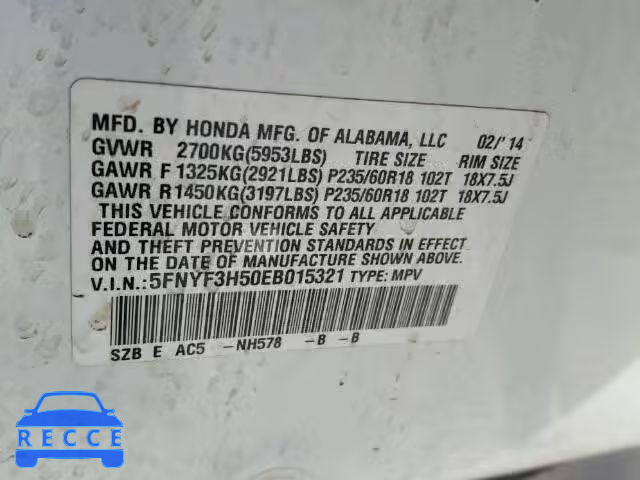 MFD. BY HONDA MFG. OF ALABAMA, LLC 02/'14
GVWR 2700KG(5953LBS) TIRE SIZE RIM SIZE
GAWR F 1325KG(2921LBS) P235/60R18 102T 18X7.5J
GAWR R 1450KG(3197LBS) P235/60R18 102T 18X7.5J
THIS VEHICLE CONFORMS TO ALL APPLICABLE
FEDERAL MOTOR VEHICLE SAFETY
AND THEFT PREVENTION STANDARDS IN EFFECT
ON THE DATE OF MANUFACTURE SHOWN ABOVE.
V.I.N.:5FNYF3H50EB015321 TYPE: MPV
SZB E AC5 -NH578 -B -B
IDBCEE